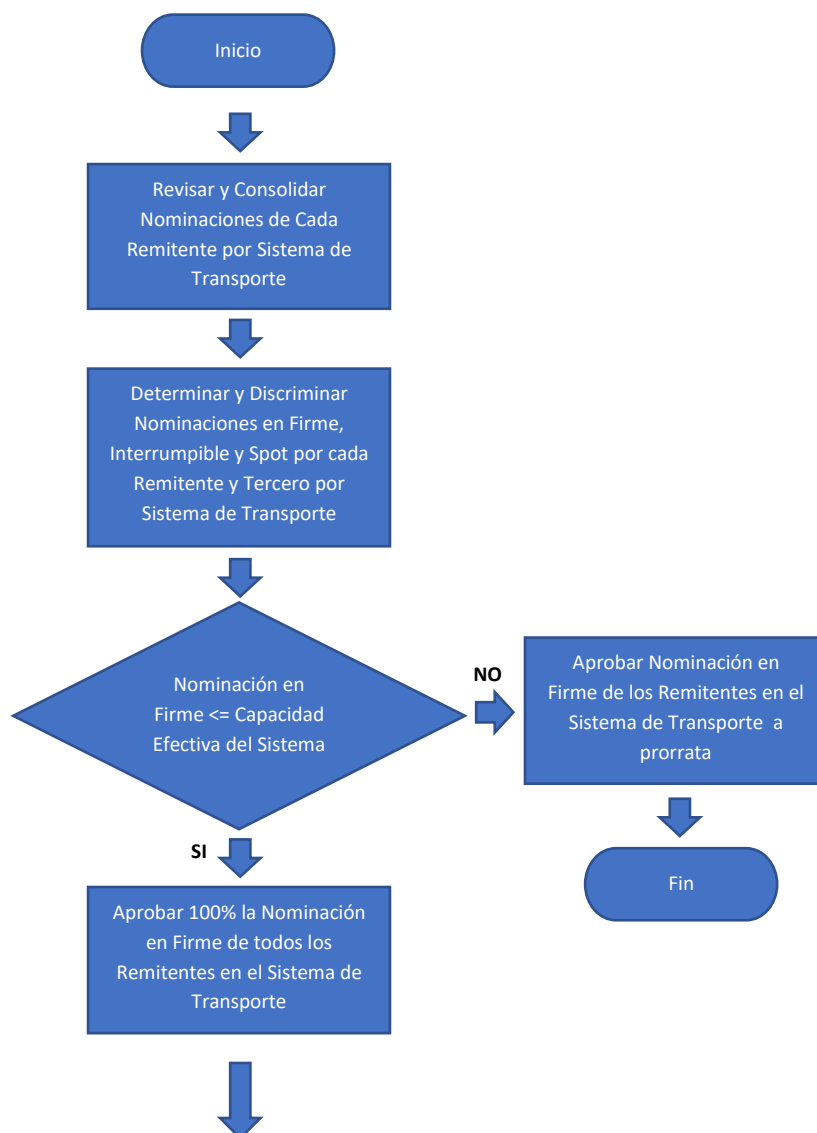 Inicio
Revisar y Consolidar
Nominaciones de Cada
Remitente por Sistema de
Transporte
Determinar y Discriminar
Nominaciones en Firme,
Interrumpible y Spot por cada
Remitente y Tercero por
Sistema de Transporte
Nominación en
Firme <= Capacidad
Efectiva del Sistema
NO
Aprobar Nominación en
Firme de los Remitentes en el
Sistema de Transporte a
prorrata
Fin
SI
Aprobar 100% la Nominación
en Firme de todos los
Remitentes en el Sistema de
Transporte